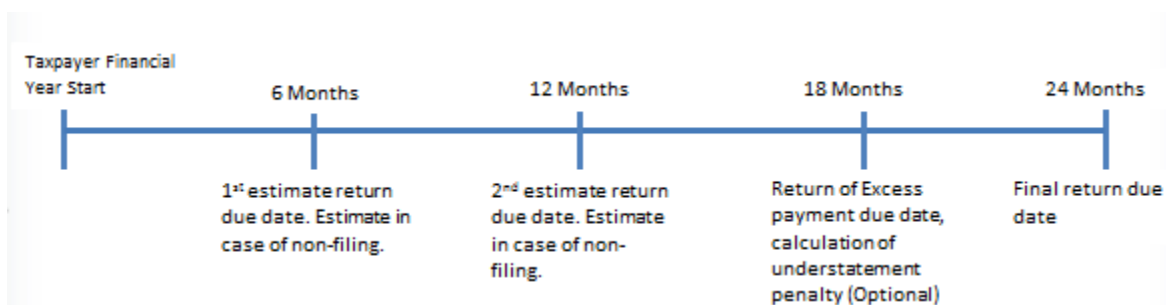 Taxpayer Financial
Year Start
6 Months
12 Months
18 Months
24 Months
1st estimate return
due date. Estimate in
case of non-filing.
2nd estimate return
due date. Estimate
in case of non-
filing.
Return of Excess
payment due date,
calculation of
understatement
penalty (Optional)
Final return due
date